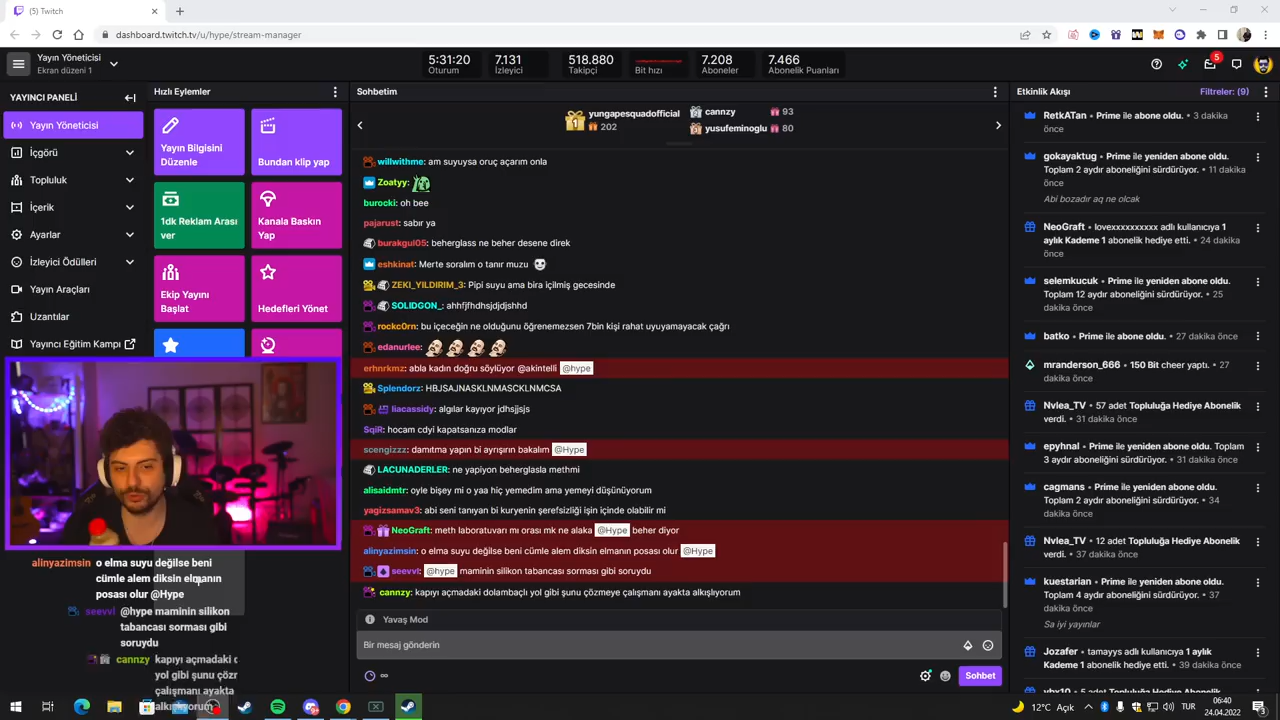 (5) Twitch
dashboard.twitch.tv/u/hype/stream-manager
Yayın Yöneticisi
Ekran düzeni 1
5:31:20
Oturum
7.131
İzleyici
518.880
Takipçi
Bit hızı
7.208
Aboneler
7.466
Abonelik Puanları
5
YAYINCI PANELİ
Yayın Yöneticisi
İçgörü
Topluluk
İçerik
Ayarlar
İzleyici Ödülleri
Yayın Araçları
Uzantılar
Yayıncı Eğitim Kampı
Hızlı Eylemler
Yayın Bilgisini
Düzenle
Bundan klip yap
1dk Reklam Arası
ver
Kanala Baskın
Yap
Ekip Yayını
Başlat
Hedefleri Yönet
Sohbetim
1
yungapesquadofficial
202
2 cannzy 93
3 yusufeminoglu 80
willwithme: am suyuysa oruç açarım onla
Zoatyy:
burocki: oh bee
pajarust: sabır ya
burakgul05: beherglass ne beher desene direk
eshkinat: Merte soralım o tanır muzu
ZEKI_YILDIRIM_3: Pipi suyu ama bira içilmiş gecesinde
SOLIDGON_: ahhfjfhdhsjdjdjshhd
rockc0rn: bu içeceğin ne olduğunu öğrenemezsen 7bin kişi rahat uyuyamayacak çağrı
edanurlee:
erhnrkmz: abla kadın doğru söylüyor @akintelli @hype
Splendorz: HBJSAJNASKLNMASCKLNMCSA
liacassidy: algılar kayıyor jdhsjjsjs
SqiR: hocam cdyi kapatsanıza modlar
scengizzz: damıtma yapın bi ayrışırın bakalım @Hype
LACUNADERLER: ne yapiyon beherglasla methmi
alisaidmtr: oyle bişey mi o yaa hiç yemedim ama yemeyi düşünüyorum
yagizsamav3: abi seni tanıyan bi kuryenin şerefsizliği işin içinde olabilir mi
NeoGraft: meth laboratuvarı mı orası mk ne alaka @Hype beher diyor
alinyazimsin: o elma suyu değilse beni cümle alem diksin elmanın posası olur @Hype
seevvl: @hype maminin silikon tabancası sorması gibi soruydu
cannzy: kapıyı açmadaki dolambaçlı yol gibi şunu çözmeye çalışmanı ayakta alkışlıyorum
Yavaş Mod
Bir mesaj gönderin
∞
Sohbet
Etkinlik Akışı
Filtreler: (9)
RetkATan • Prime ile abone oldu. • 3 dakika
önce
gokayaktug • Prime ile yeniden abone oldu.
Toplam 2 aydır aboneliğini sürdürüyor. • 11 dakika
önce
Abi bozadır aq ne olcak
NeoGraft • lovexxxxxxxxxx adlı kullanıcıya 1
aylık Kademe 1 abonelik hediye etti. • 24 dakika
önce
selemkucuk • Prime ile yeniden abone oldu.
Toplam 12 aydır aboneliğini sürdürüyor. • 25
dakika önce
batko • Prime ile abone oldu. • 27 dakika önce
mranderson_666 • 150 Bit cheer yaptı. • 27
dakika önce
Nvlea_TV • 57 adet Topluluğa Hediye Abonelik
verdi. • 31 dakika önce
epyhnal • Prime ile yeniden abone oldu. Toplam
3 aydır aboneliğini sürdürüyor. • 31 dakika önce
cagmans • Prime ile yeniden abone oldu.
Toplam 2 aydır aboneliğini sürdürüyor. • 34
dakika önce
Nvlea_TV • 12 adet Topluluğa Hediye Abonelik
verdi. • 37 dakika önce
kuestarian • Prime ile yeniden abone oldu.
Toplam 4 aydır aboneliğini sürdürüyor. • 37
dakika önce
Sa iyi yayınlar
Jozafer • tamayys adlı kullanıcıya 1 aylık
Kademe 1 abonelik hediye etti. • 39 dakika önce
alinyazimsin o elma suyu değilse beni
cümle alem diksin elmanın
posası olur @Hype
seevvl @hype maminin silikon
tabancası sorması gibi
soruydu
cannzy kapıyı açmadaki d
yol gibi şunu çözm
çalışmanı ayakta
alkışlıyorum
12°C Açık
TUR
06:40
24.04.2022
3